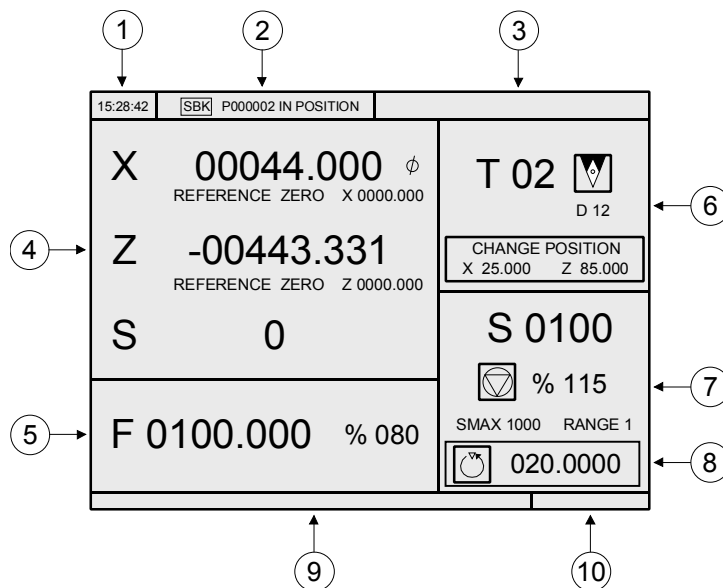 1 2 3
15:28:42 SBK P000002 IN POSITION
X 00044.000 ϕ
REFERENCE ZERO X 0000.000
Z -00443.331
REFERENCE ZERO Z 0000.000
S 0
4
T 02
D 12
6
CHANGE POSITION
X 25.000 Z 85.000
S 0100
% 115
7
SMAX 1000 RANGE 1
5
F 0100.000 % 080
020.0000
8
9 10